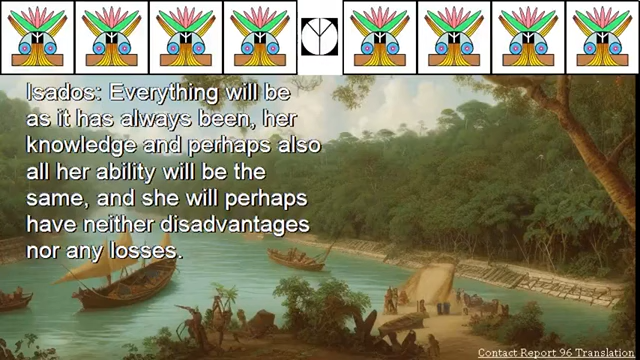 Isados: Everything will be
as it has always been, her
knowledge and perhaps also
all her ability will be the
same, and she will perhaps
have neither disadvantages
nor any losses.
Contact Report 96 Translation